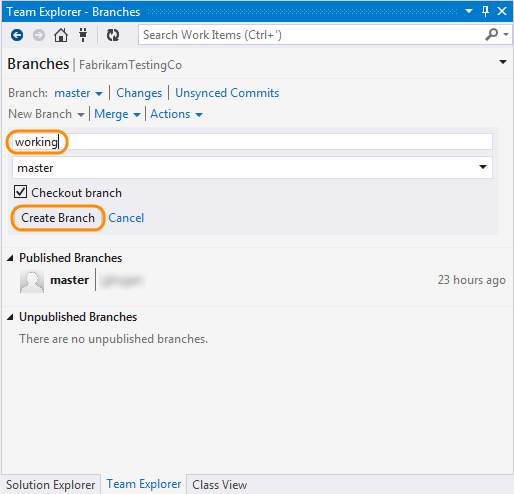 Team Explorer - Branches
Search Work Items (Ctrl+')
Branches | FabrikamTestingCo
Branch: master | Changes | Unsynced Commits
New Branch | Merge | Actions
working
master
Checkout branch
Create Branch Cancel
Published Branches
master 23 hours ago
Unpublished Branches
There are no unpublished branches.
Solution Explorer Team Explorer Class View